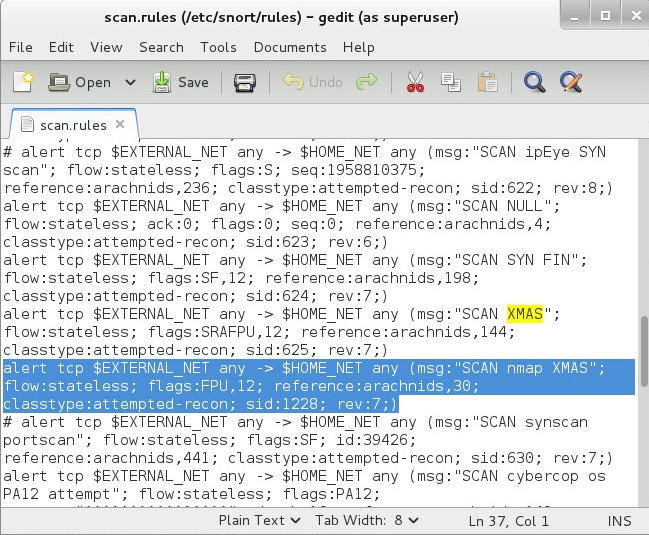 scan.rules (/etc/snort/rules) – gedit (as superuser)
File Edit View Search Tools Documents Help
Open Save Undo
scan.rules
# alert tcp $EXTERNAL_NET any -> $HOME_NET any (msg:"SCAN ipEye SYN
scan"; flow:stateless; flags:S; seq:1958810375;
reference:arachnids,236; classtype:attempted-recon; sid:622; rev:8;)
alert tcp $EXTERNAL_NET any -> $HOME_NET any (msg:"SCAN NULL";
flow:stateless; ack:0; flags:0; seq:0; reference:arachnids,4;
classtype:attempted-recon; sid:623; rev:6;)
alert tcp $EXTERNAL_NET any -> $HOME_NET any (msg:"SCAN SYN FIN";
flow:stateless; flags:SF,12; reference:arachnids,198;
classtype:attempted-recon; sid:624; rev:7;)
alert tcp $EXTERNAL_NET any -> $HOME_NET any (msg:"SCAN XMAS";
flow:stateless; flags:SRAFPU,12; reference:arachnids,144;
classtype:attempted-recon; sid:625; rev:7;)
alert tcp $EXTERNAL_NET any -> $HOME_NET any (msg:"SCAN nmap XMAS";
flow:stateless; flags:FPU,12; reference:arachnids,30;
classtype:attempted-recon; sid:1228; rev:7;)
# alert tcp $EXTERNAL_NET any -> $HOME_NET any (msg:"SCAN synscan
portscan"; flow:stateless; flags:SF; id:39426;
reference:arachnids,441; classtype:attempted-recon; sid:630; rev:7;)
alert tcp $EXTERNAL_NET any -> $HOME_NET any (msg:"SCAN cybercop os
PA12 attempt"; flow:stateless; flags:PA12;
Plain Text Tab Width: 8 Ln 37, Col 1 INS